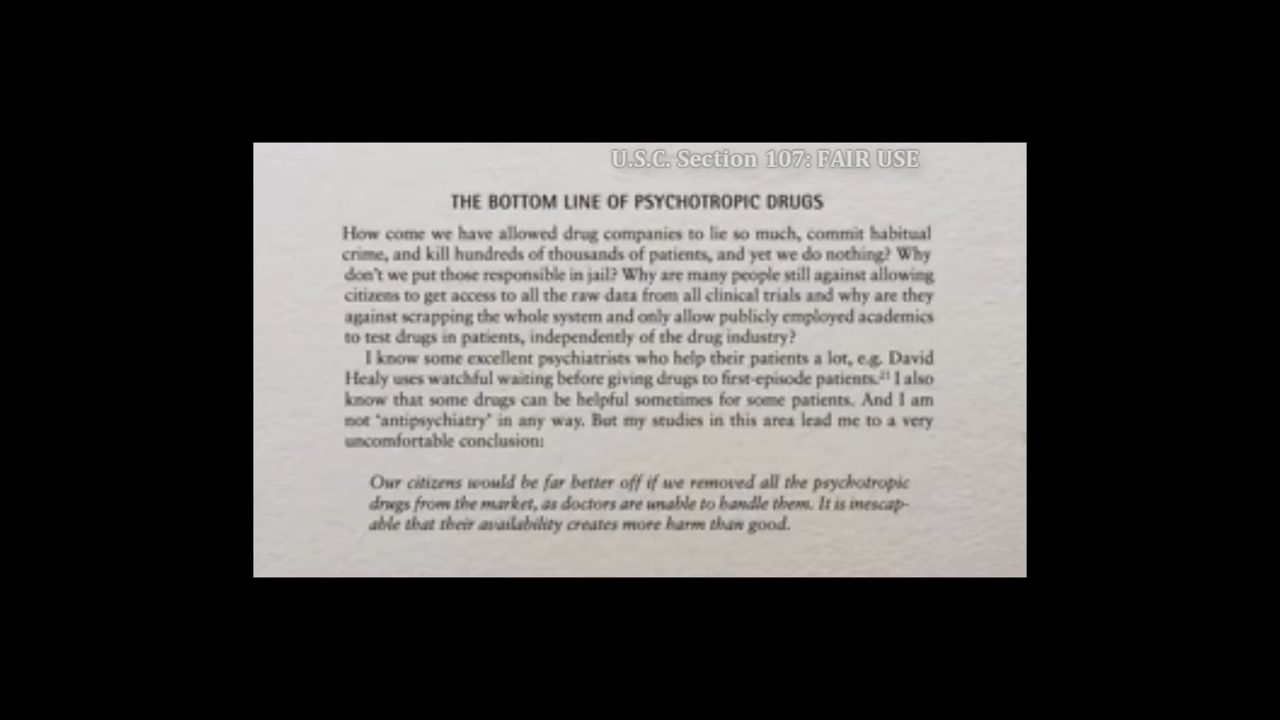 U.S.C. Section 107: FAIR USE
THE BOTTOM LINE OF PSYCHOTROPIC DRUGS
How come we have allowed drug companies to lie so much, commit habitual
crime, and kill hundreds of thousands of patients, and yet we do nothing? Why
don't we put those responsible in jail? Why are many people still against allowing
citizens to get access to all the raw data from all clinical trials and why are they
against scrapping the whole system and only allow publicly employed academics
to test drugs in patients, independently of the drug industry?
I know some excellent psychiatrists who help their patients a lot, e.g. David
Healy uses watchful waiting before giving drugs to first-episode patients.²¹ I also
know that some drugs can be helpful sometimes for some patients. And I am
not 'antipsychiatry' in any way. But my studies in this area lead me to a very
uncomfortable conclusion:
Our citizens would be far better off if we removed all the psychotropic
drugs from the market, as doctors are unable to handle them. It is inescap-
able that their availability creates more harm than good.